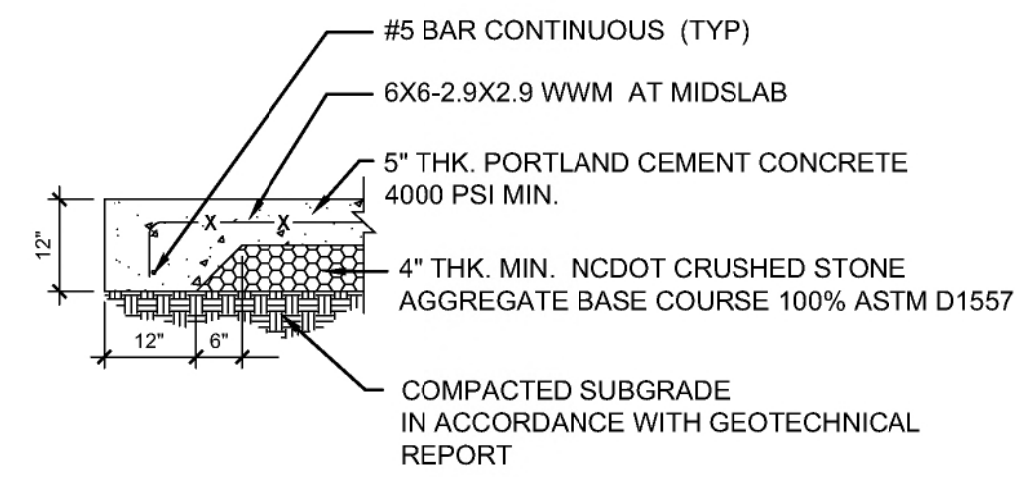 #5 BAR CONTINUOUS (TYP)
6X6-2.9X2.9 WWM AT MIDSLAB
5" THK. PORTLAND CEMENT CONCRETE
4000 PSI MIN.
X X
12"
4" THK. MIN. NCDOT CRUSHED STONE
AGGREGATE BASE COURSE 100% ASTM D1557
12" 6"
COMPACTED SUBGRADE
IN ACCORDANCE WITH GEOTECHNICAL
REPORT